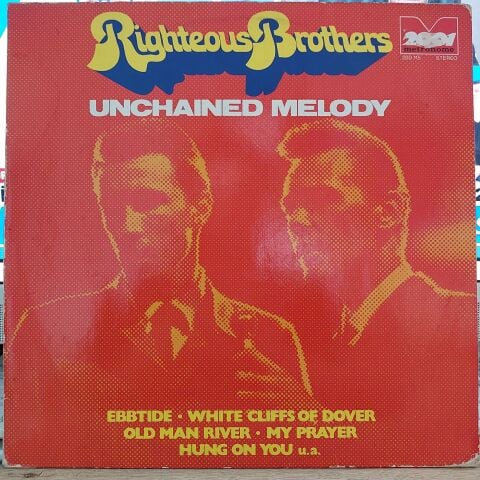 Righteous Brothers
2001
metronome
STEREO
UNCHAINED MELODY
EBBTIDE • WHITE CLIFFS OF DOVER
OLD MAN RIVER • MY PRAYER
HUNG ON YOU u.a.